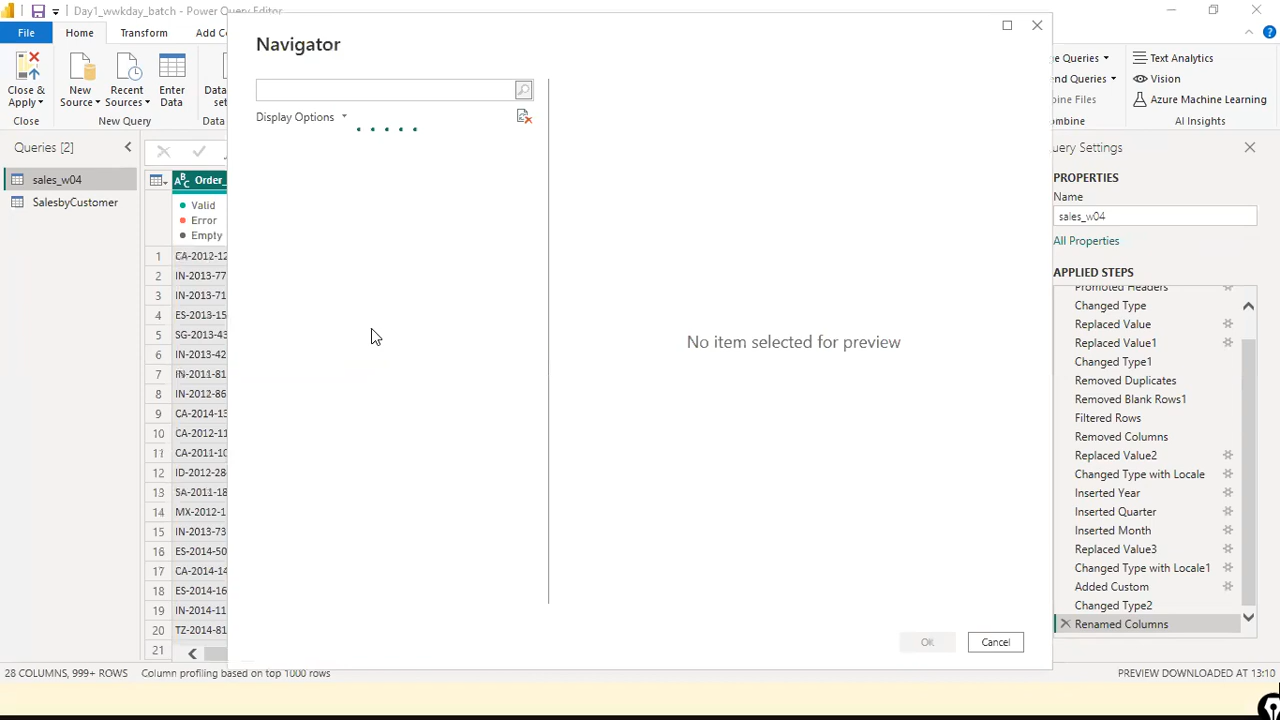 Day1_wwkday_batch - Power Query Editor
File
Home
Transform
Add Co
Close &
Apply
New
Source
Recent
Sources
Enter
Data
Close
New Query
Data
Navigator
Display Options
No item selected for preview
OK
Cancel
Text Analytics
Vision
Azure Machine Learning
AI Insights
Queries [2]
sales_w04
SalesbyCustomer
Order_
Valid
Error
Empty
1 CA-2012-12
2 IN-2013-77
3 IN-2013-71
4 ES-2013-15
5 SG-2013-43
6 IN-2013-42
7 IN-2011-81
8 IN-2012-86
9 CA-2014-13
10 CA-2012-11
11 CA-2011-10
12 ID-2012-28
13 SA-2011-18
14 MX-2012-1
15 IN-2013-73
16 ES-2014-50
17 CA-2014-14
18 ES-2014-16
19 IN-2014-11
20 TZ-2014-81
21
uery Settings
PROPERTIES
Name
sales_w04
All Properties
APPLIED STEPS
Promoted Headers
Changed Type
Replaced Value
Replaced Value1
Changed Type1
Removed Duplicates
Removed Blank Rows1
Filtered Rows
Removed Columns
Replaced Value2
Changed Type with Locale
Inserted Year
Inserted Quarter
Inserted Month
Replaced Value3
Changed Type with Locale1
Added Custom
Changed Type2
Renamed Columns
28 COLUMNS, 999+ ROWS
Column profiling based on top 1000 rows
PREVIEW DOWNLOADED AT 13:10